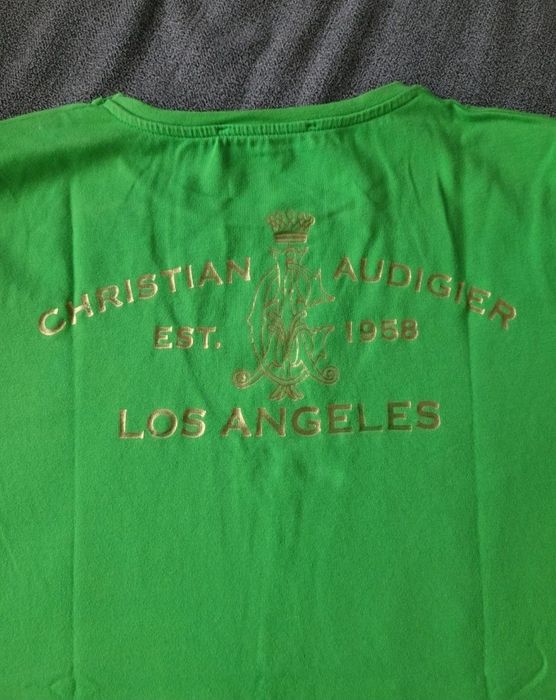 CHRISTIAN AUDIGIER
EST. 1958
LOS ANGELES